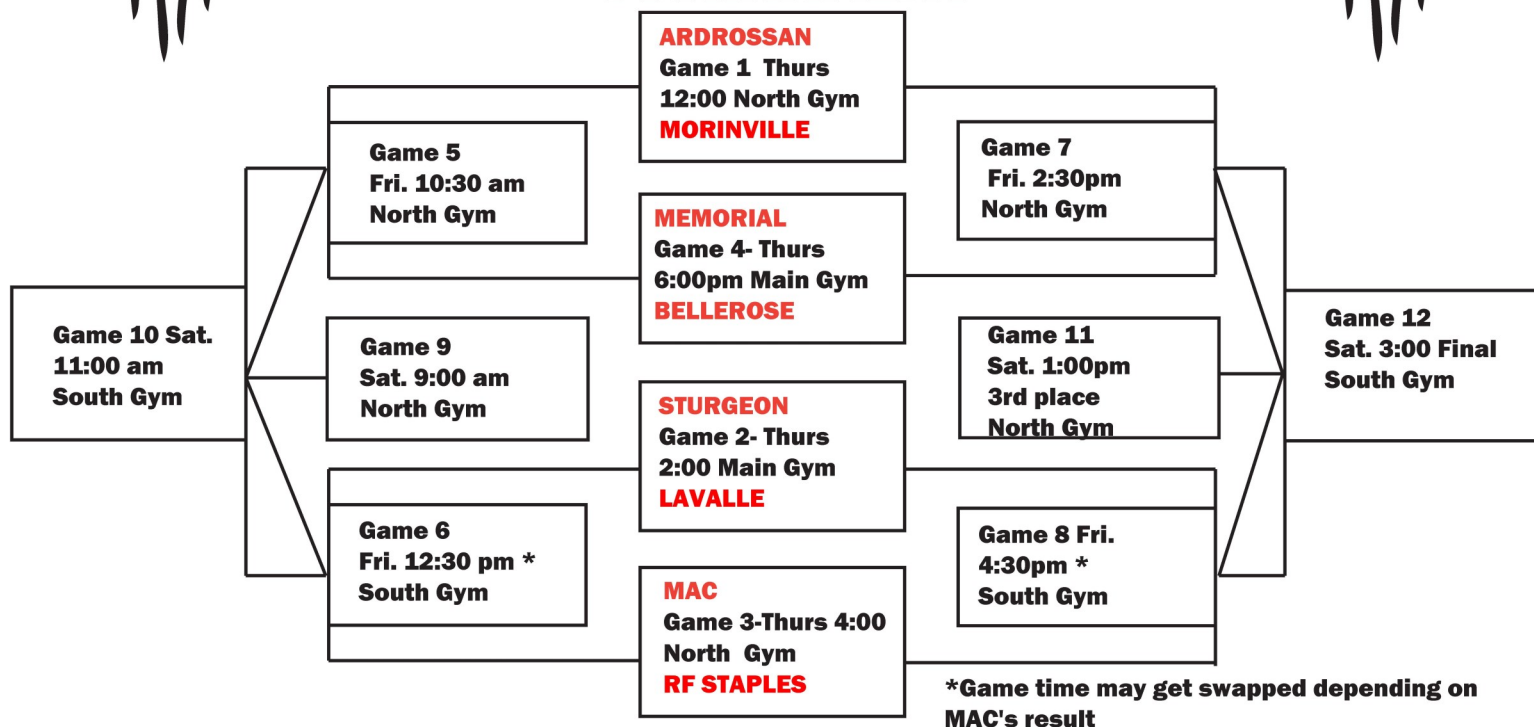 ARDROSSAN
Game 1 Thurs
12:00 North Gym
MORINVILLE
Game 5
Fri. 10:30 am
North Gym
Game 7
Fri. 2:30pm
North Gym
MEMORIAL
Game 4- Thurs
6:00pm Main Gym
BELLEROSE
Game 10 Sat.
11:00 am
South Gym
Game 9
Sat. 9:00 am
North Gym
Game 11
Sat. 1:00pm
3rd place
North Gym
Game 12
Sat. 3:00 Final
South Gym
STURGEON
Game 2- Thurs
2:00 Main Gym
LAVALLE
Game 6
Fri. 12:30 pm *
South Gym
Game 8 Fri.
4:30pm *
South Gym
MAC
Game 3-Thurs 4:00
North Gym
RF STAPLES
*Game time may get swapped depending on
MAC's result